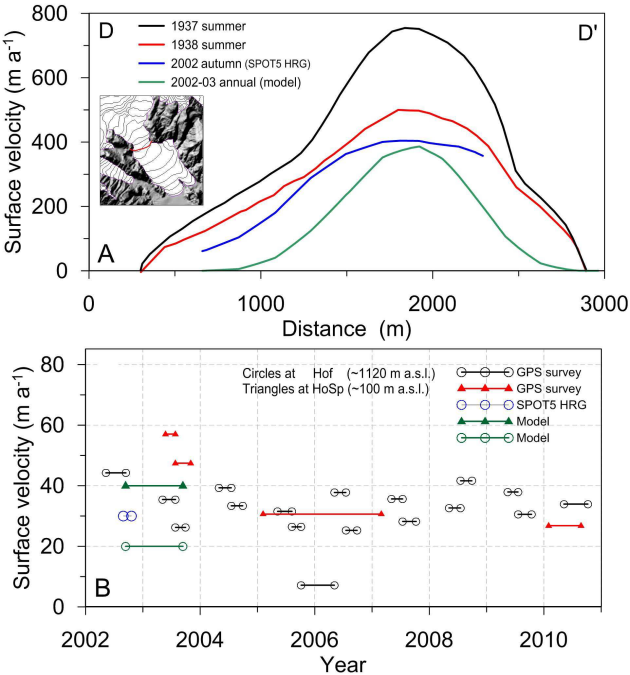 D
D'
1937 summer
1938 summer
2002 autumn (SPOT5 HRG)
2002-03 annual (model)
Surface velocity (m a-1)
800
600
400
200
0
A
0
1000
2000
3000
Distance (m)
Circles at Hof (~1120 m a.s.l.)
Triangles at HoSp (~100 m a.s.l.)
GPS survey
GPS survey
SPOT5 HRG
Model
Model
Surface velocity (m a-1)
80
60
40
20
0
B
2002
2004
2006
2008
2010
Year